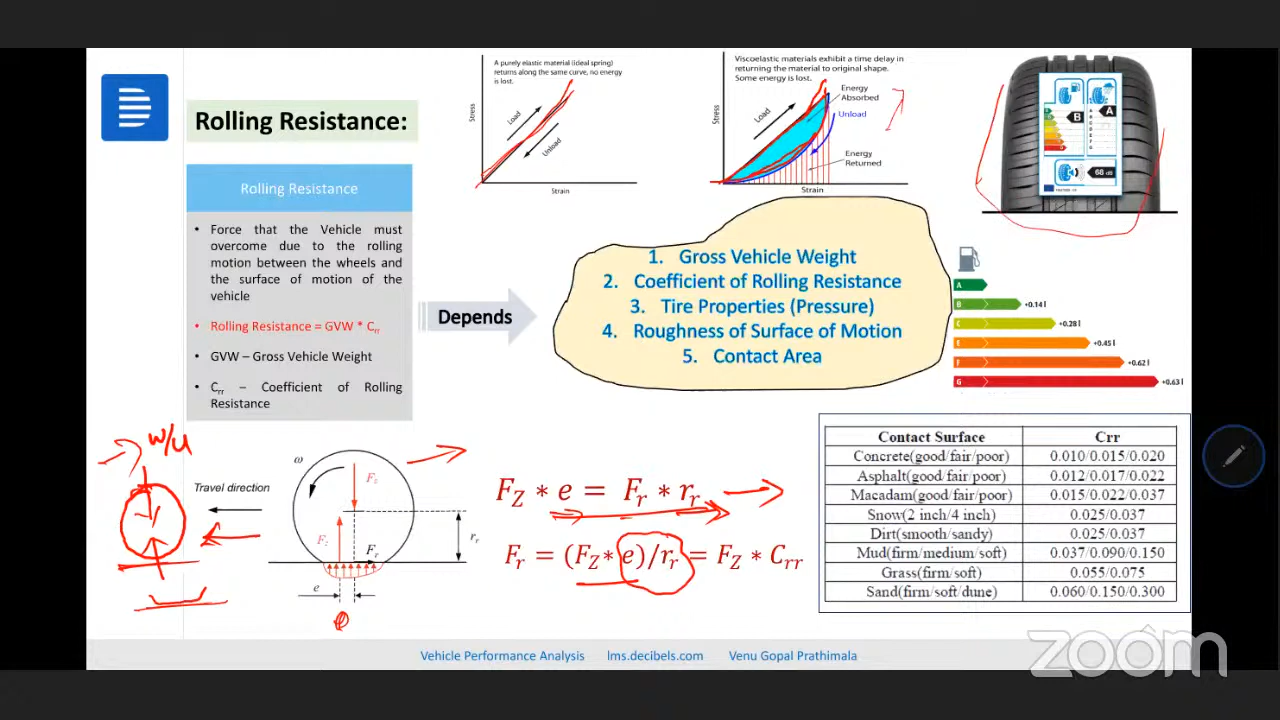 Rolling Resistance:
Rolling Resistance
• Force that the Vehicle must
overcome due to the rolling
motion between the wheels and
the surface of motion of the
vehicle
• Rolling Resistance = GVW * Crr
• GVW – Gross Vehicle Weight
• Crr – Coefficient of Rolling
Resistance
Depends
A purely elastic material (ideal spring)
returns along the same curve, no energy
is lost.
Stress
Load
Unload
Strain
Viscoelastic materials exhibit a time delay in
returning the material to original shape.
Some energy is lost.
Stress
Load
Energy
Absorbed
Unload
Energy
Returned
Strain
B
A
68 dB
1. Gross Vehicle Weight
2. Coefficient of Rolling Resistance
3. Tire Properties (Pressure)
4. Roughness of Surface of Motion
5. Contact Area
A
B +0.14 l
C +0.28 l
E +0.45 l
F +0.62 l
G +0.63 l
W/4
ω
Travel direction
Fz
Fz
Fr
rr
e
e
FZ ∗ e = Fr ∗ rr
Fr = (FZ∗ e)/rr = FZ ∗ Crr
Contact Surface Crr
Concrete(good/fair/poor) 0.010/0.015/0.020
Asphalt(good/fair/poor) 0.012/0.017/0.022
Macadam(good/fair/poor) 0.015/0.022/0.037
Snow(2 inch/4 inch) 0.025/0.037
Dirt(smooth/sandy) 0.025/0.037
Mud(firm/medium/soft) 0.037/0.090/0.150
Grass(firm/soft) 0.055/0.075
Sand(firm/soft/dune) 0.060/0.150/0.300
Vehicle Performance Analysis lms.decibels.com Venu Gopal Prathimala
zoom